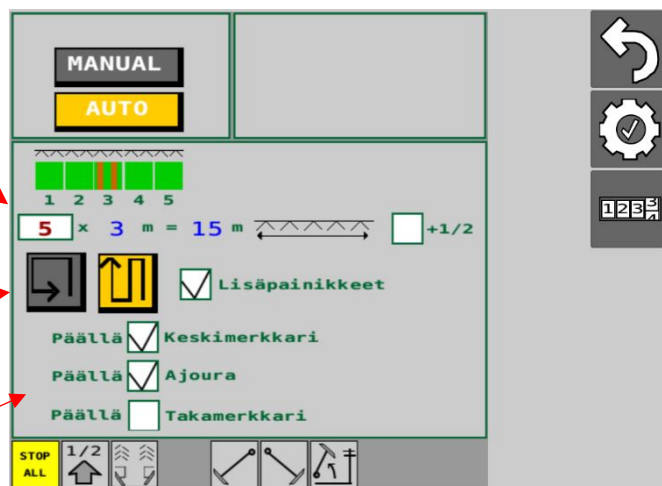 MANUAL
AUTO
1 2 3 4 5
5 x 3 m = 15 m +1/2
Lisäpainikkeet
Päällä Keskimerkkari
Päällä Ajoura
Päällä Takamerkkari
STOP ALL
1/2
123